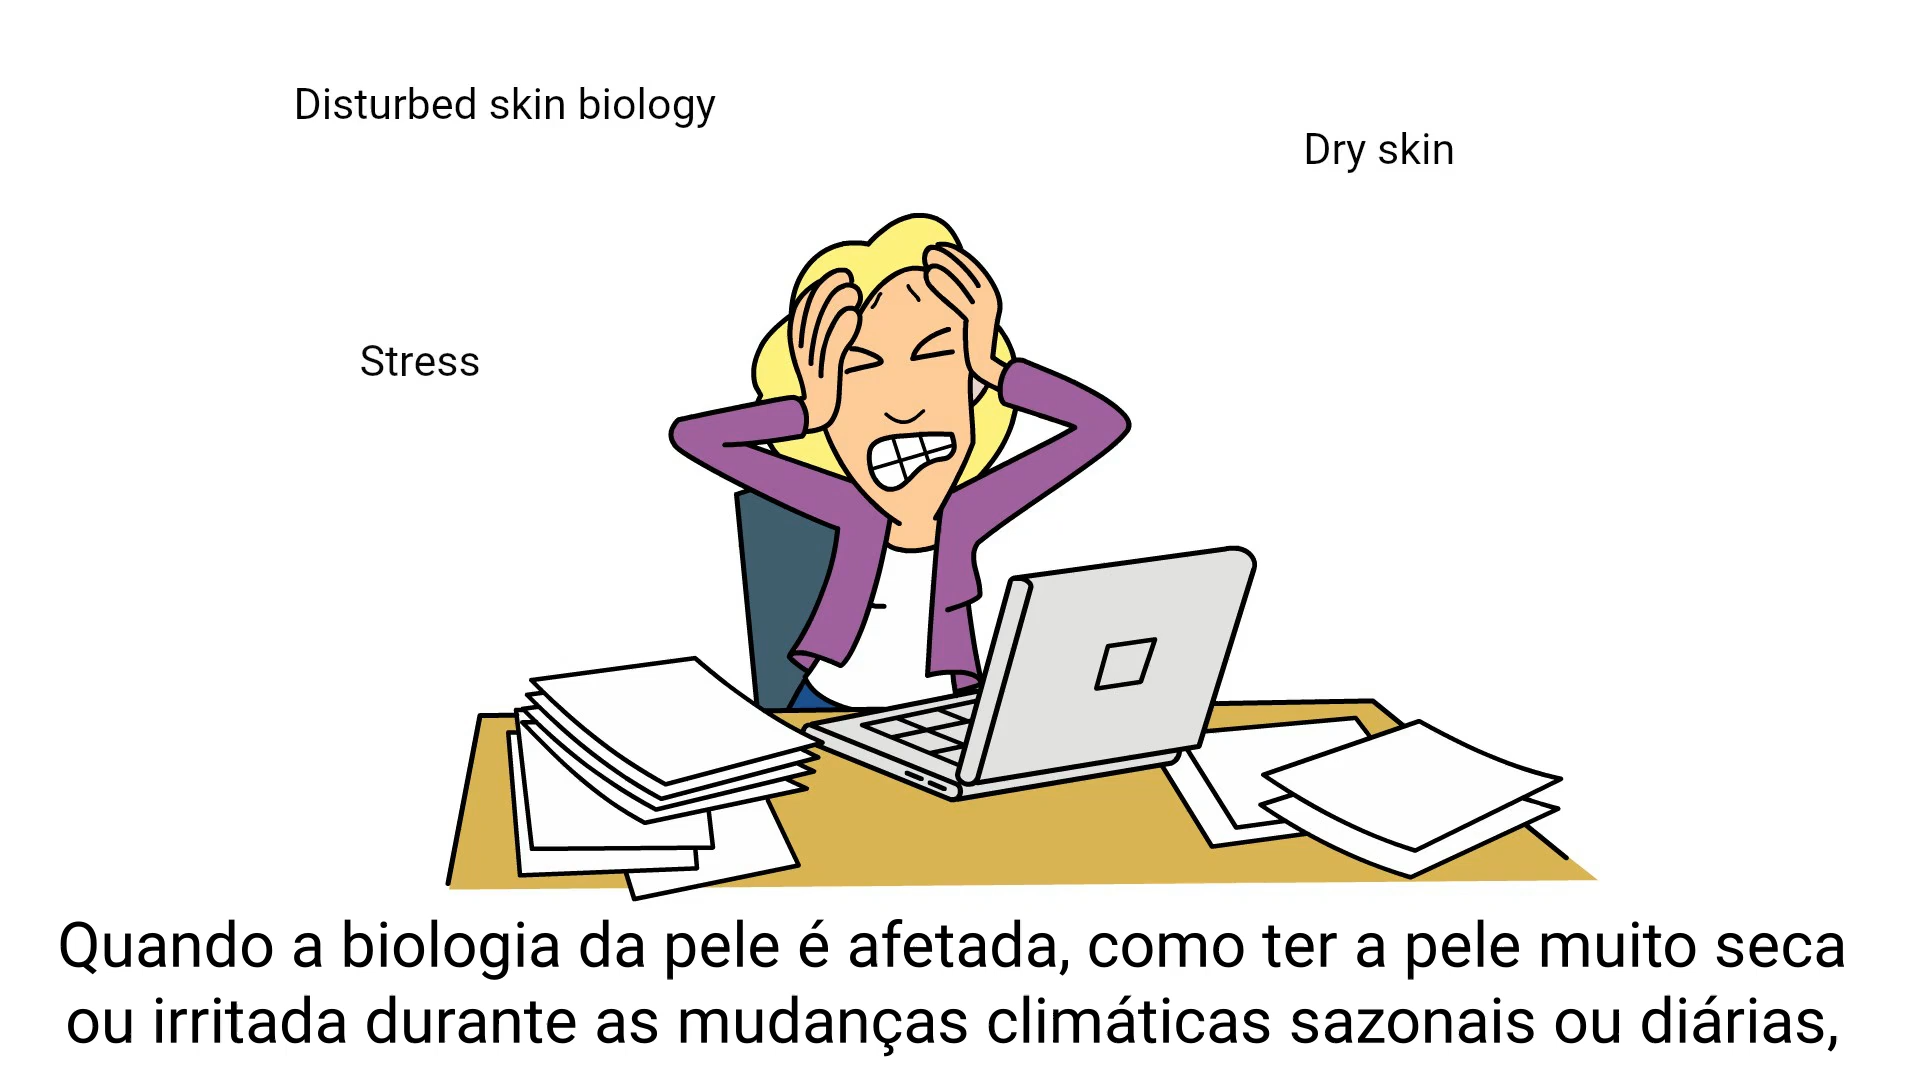 Disturbed skin biology
Dry skin
Stress
Quando a biologia da pele é afetada, como ter a pele muito seca
ou irritada durante as mudanças climáticas sazonais ou diárias,